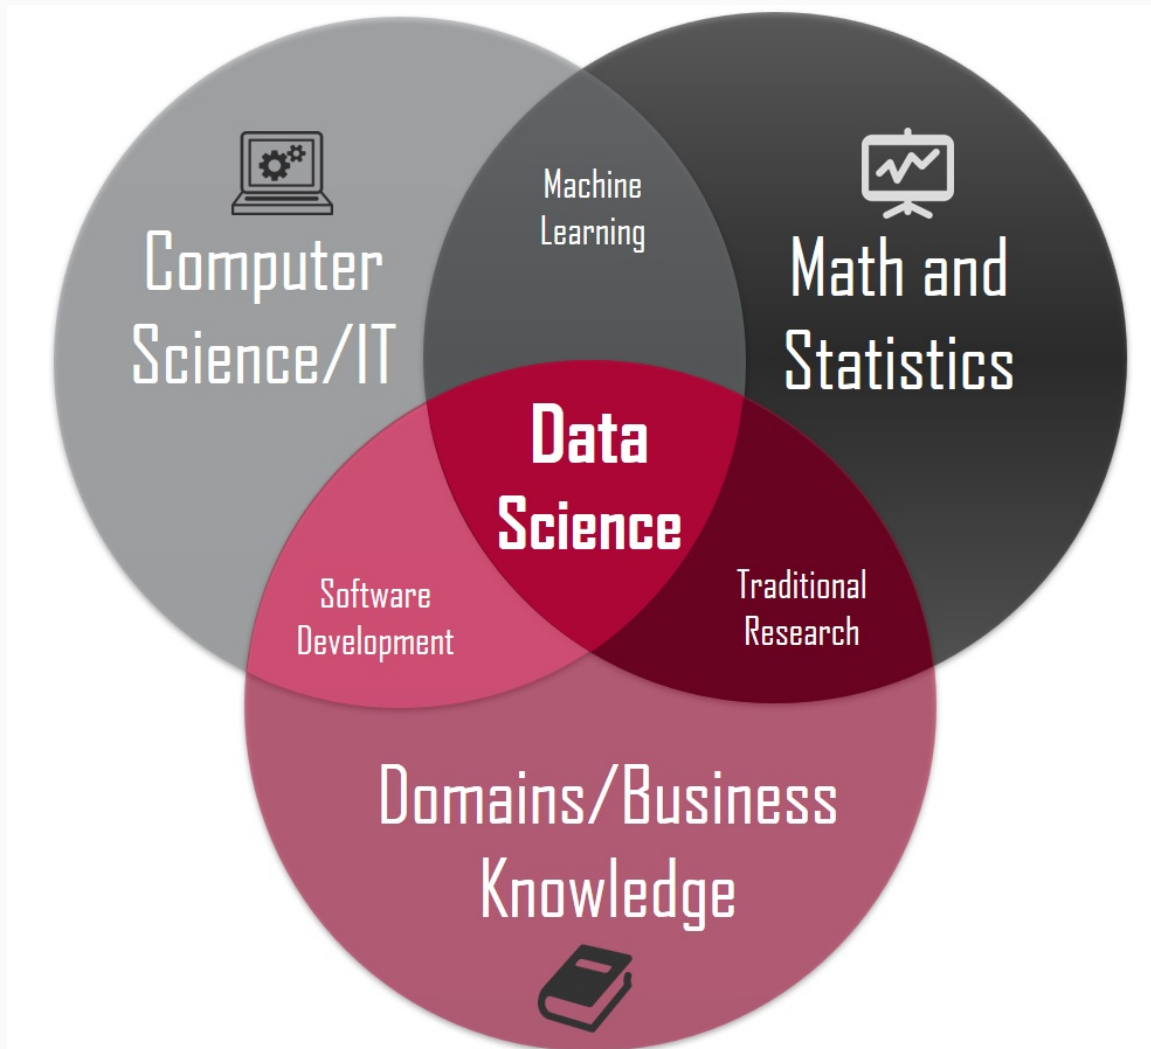 Machine
Learning
Computer
Science/IT
Math and
Statistics
Data
Science
Software
Development
Traditional
Research
Domains/Business
Knowledge